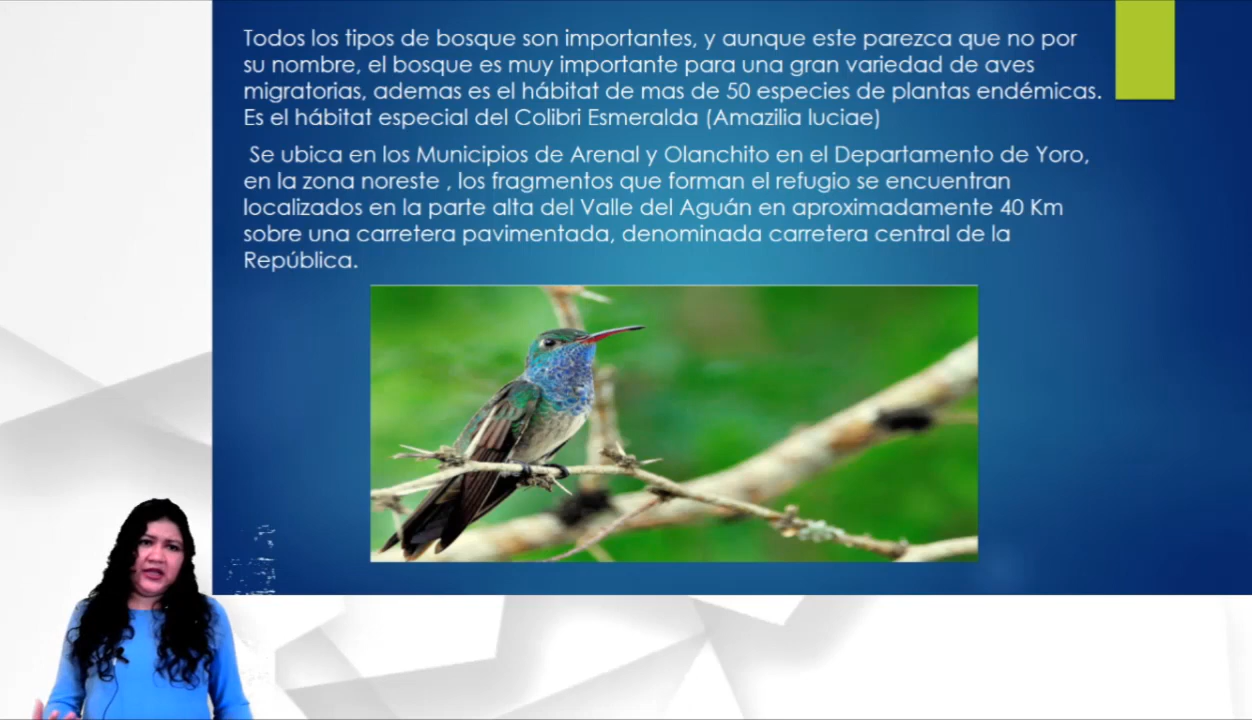 Todos los tipos de bosque son importantes, y aunque este parezca que no por
su nombre, el bosque es muy importante para una gran variedad de aves
migratorias, ademas es el hábitat de mas de 50 especies de plantas endémicas.
Es el hábitat especial del Colibri Esmeralda (Amazilia luciae)
Se ubica en los Municipios de Arenal y Olanchito en el Departamento de Yoro,
en la zona noreste , los fragmentos que forman el refugio se encuentran
localizados en la parte alta del Valle del Aguán en aproximadamente 40 Km
sobre una carretera pavimentada, denominada carretera central de la
República.